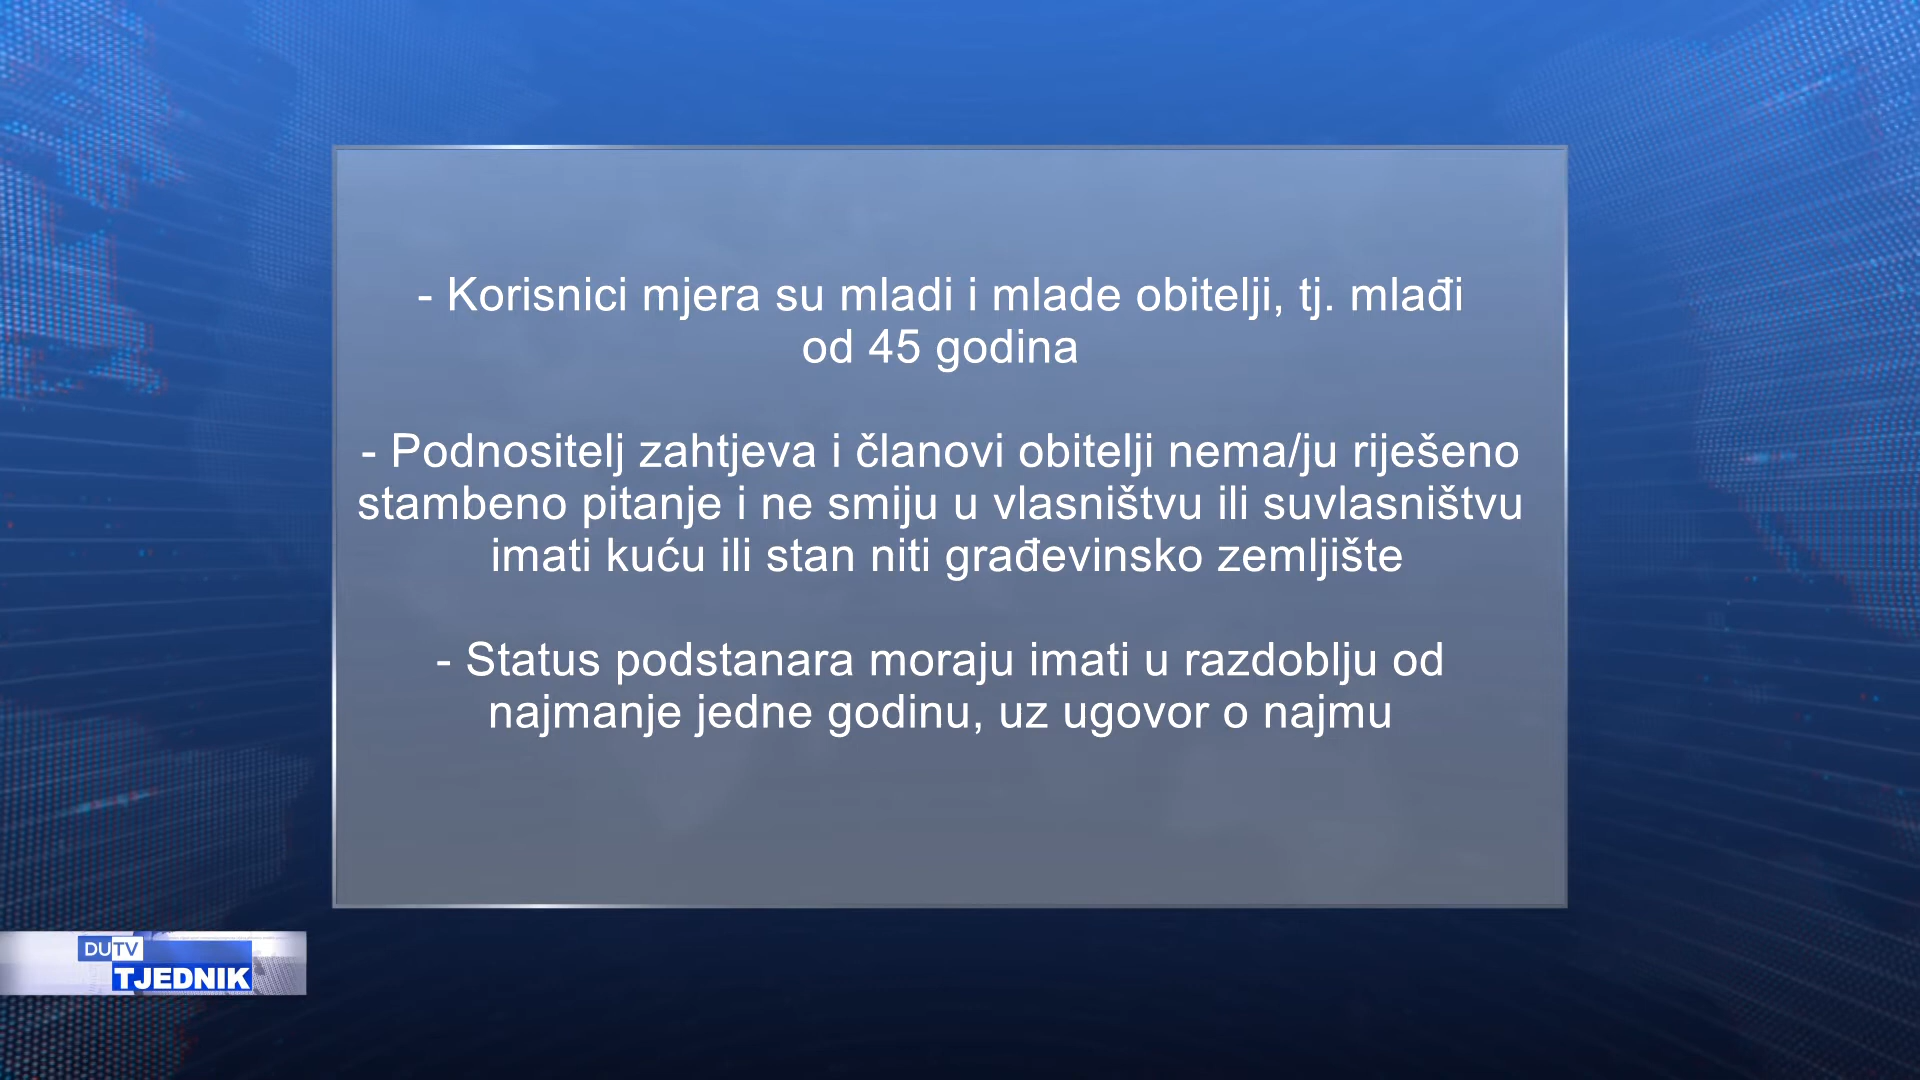 - Korisnici mjera su mladi i mlade obitelji, tj. mlađi
od 45 godina
- Podnositelj zahtjeva i članovi obitelji nema/ju riješeno
stambeno pitanje i ne smiju u vlasništvu ili suvlasništvu
imati kuću ili stan niti građevinsko zemljište
- Status podstanara moraju imati u razdoblju od
najmanje jedne godinu, uz ugovor o najmu
DUTV
TJEDNIK